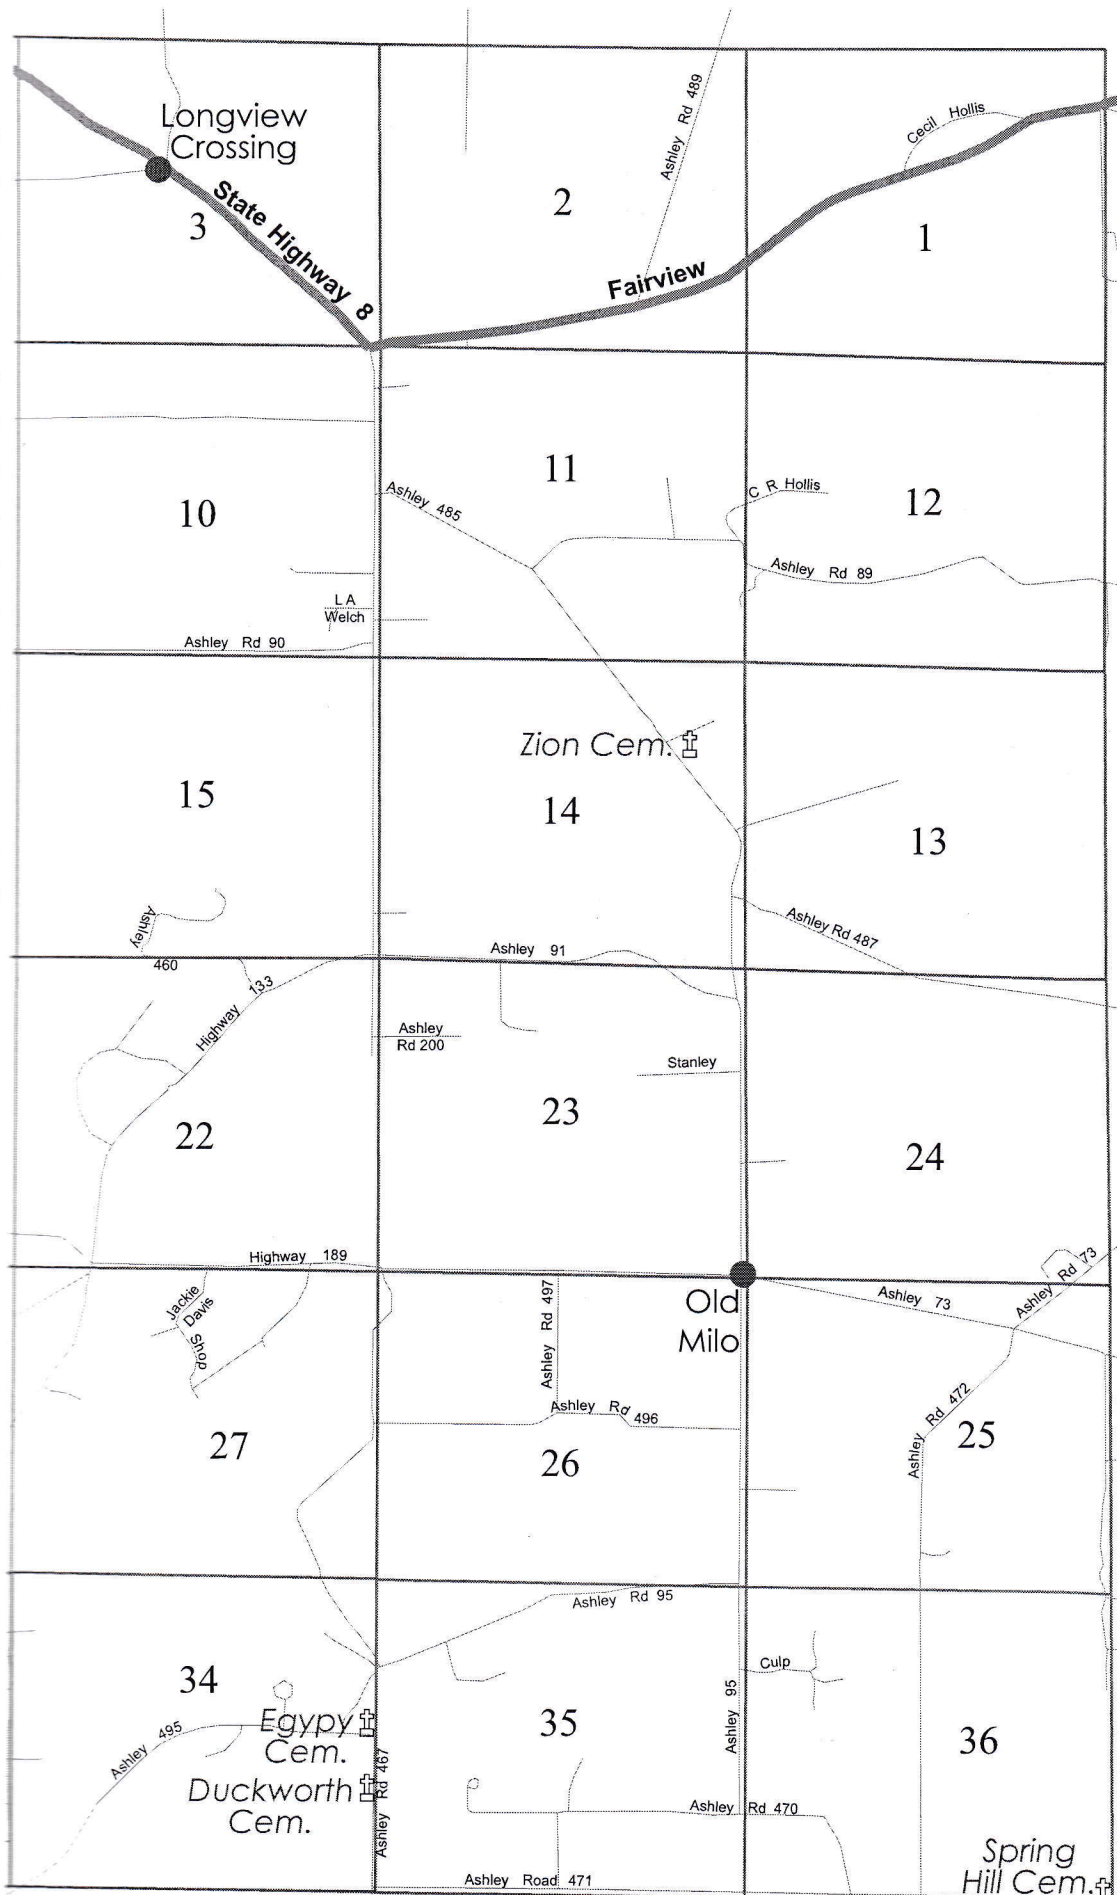 Longview
Crossing
State Highway 8
3
2
Ashley Rd 489
Fairview
Cecil Hollis
1
10
11
Ashley 485
C R Hollis
12
Ashley Rd 89
L A
Welch
Ashley Rd 90
Zion Cem.
15
14
13
Ashley
460
Ashley Rd 487
Ashley 91
Highway 133
Ashley
Rd 200
Stanley
22
23
24
Highway 189
Jackie
Davis
Shop
Ashley Rd 497
Old
Milo
Ashley 73
Ashley Rd 73
Ashley Rd 496
Ashley Rd 472
27
26
25
Ashley Rd 95
Culp
34
Ashley 495
Egypy
Cem.
Duckworth
Cem.
Ashley Rd 467
35
Ashley 95
36
Ashley Rd 470
Ashley Road 471
Spring
Hill Cem.